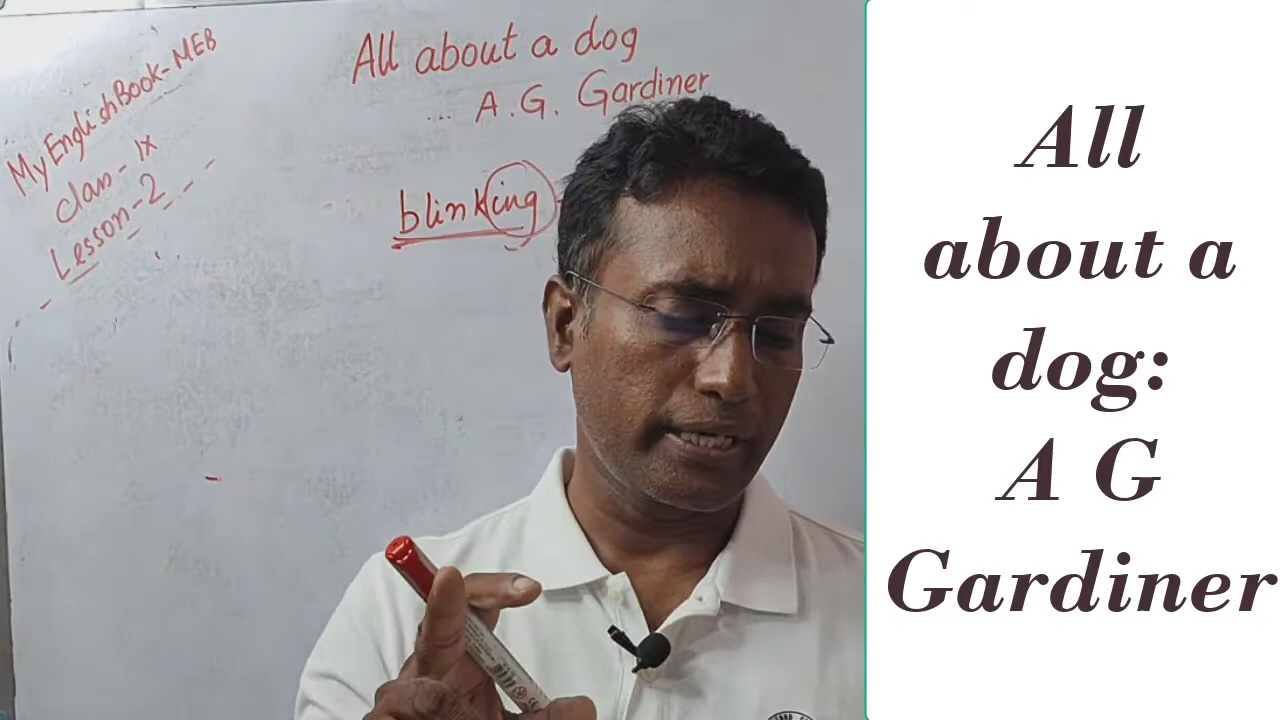 My English Book - MEB
Class - IX
Lesson - 2
All about a dog
... A. G. Gardiner
blinking
All
about a
dog:
A G
Gardiner